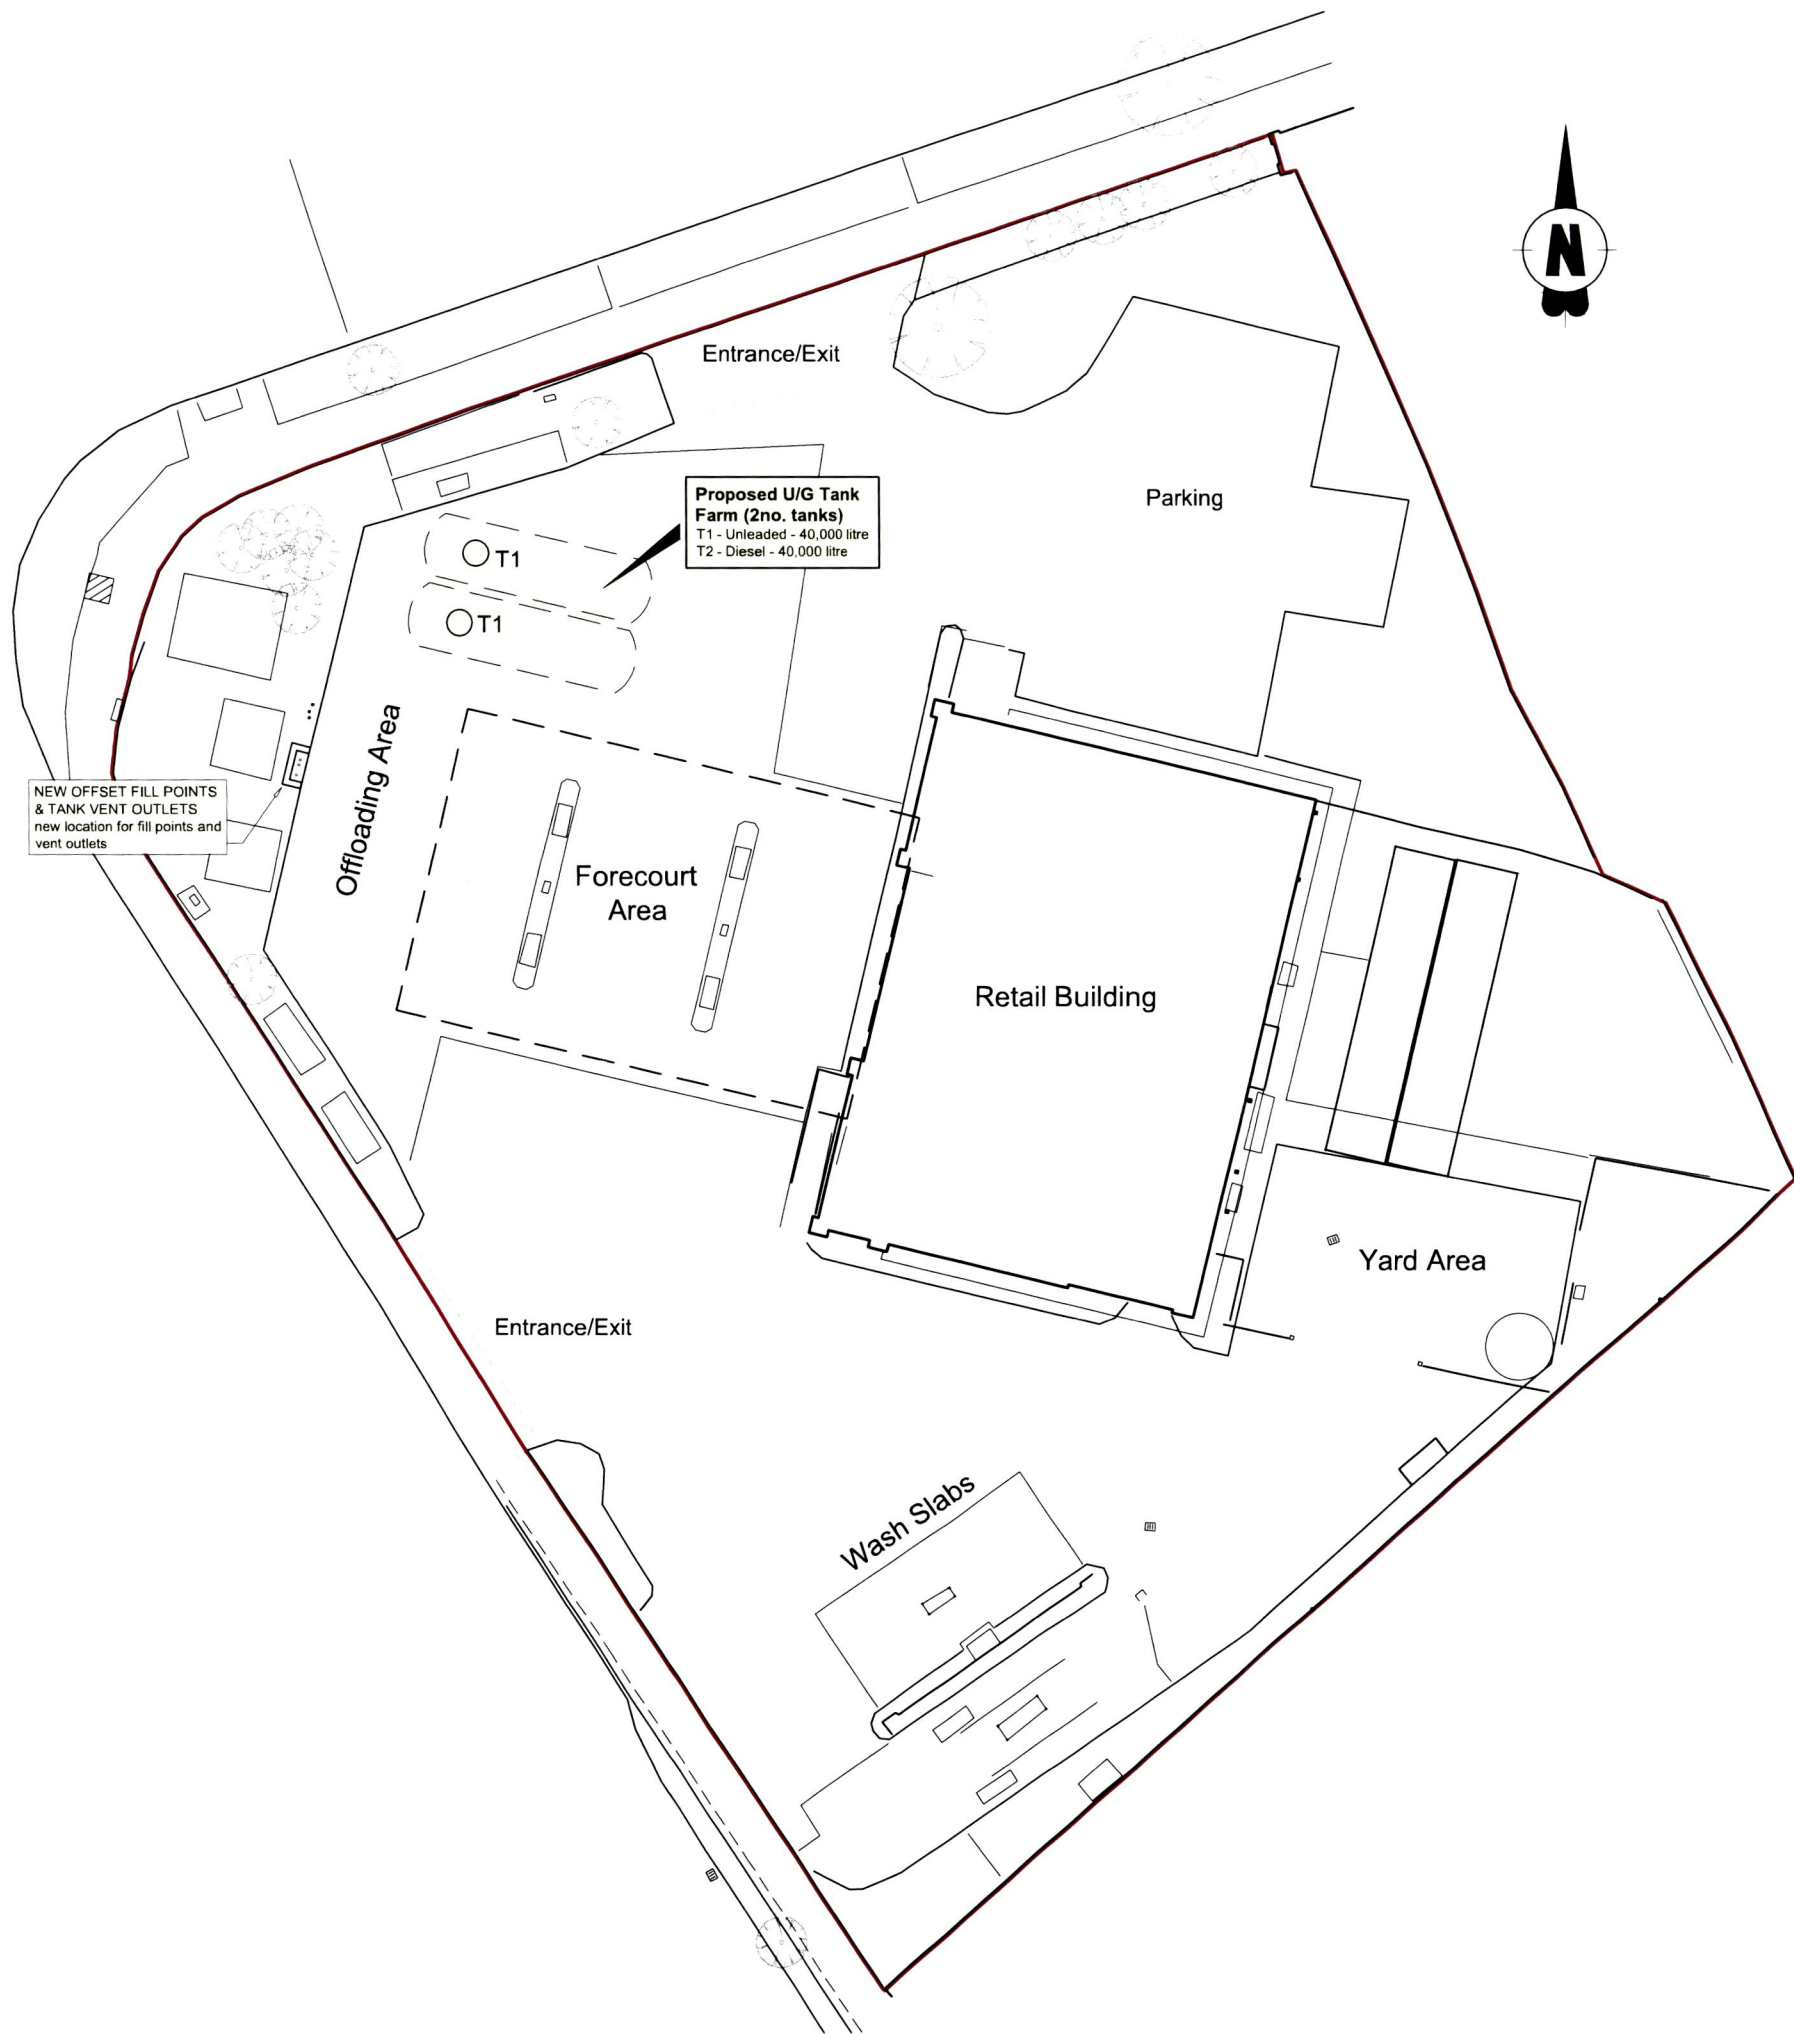 N
Entrance/Exit
Proposed U/G Tank
Farm (2no. tanks)
T1 - Unleaded - 40,000 litre
T2 - Diesel - 40,000 litre
Parking
T1
T1
Offloading Area
NEW OFFSET FILL POINTS
& TANK VENT OUTLETS
new location for fill points and
vent outlets
Forecourt
Area
Retail Building
Yard Area
Entrance/Exit
Wash Slabs